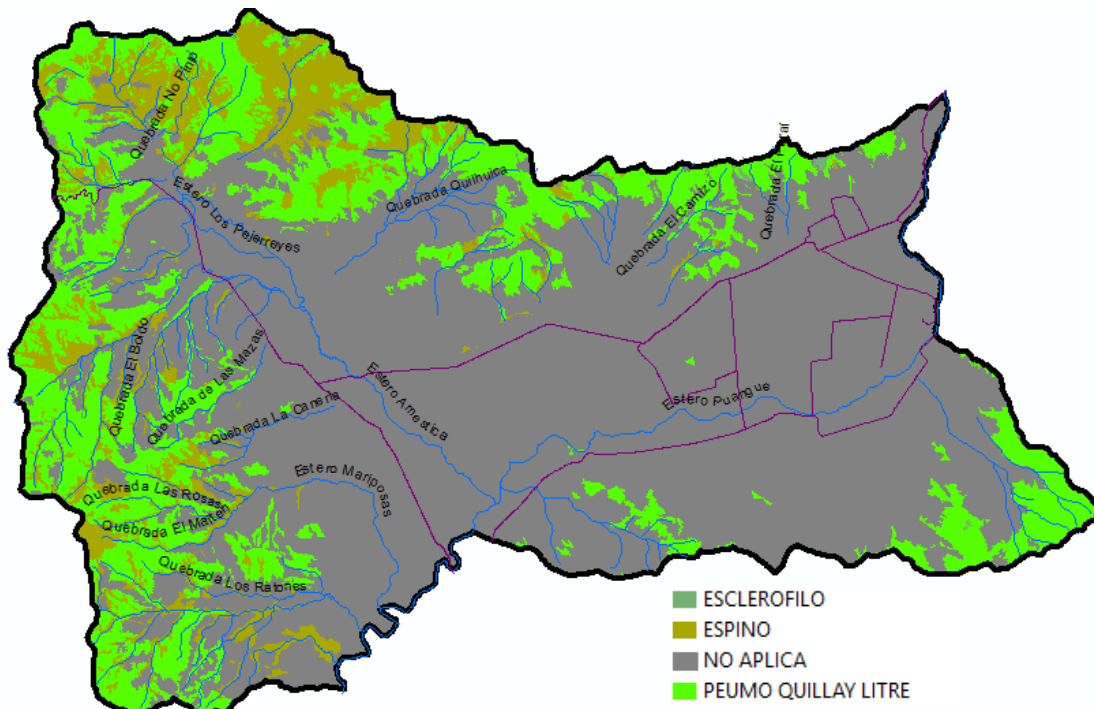 Quebrada No Pinto
Estero Los Pejerreyes
Quebrada Quilhuica
Quebrada El Carrizo
Quebrada El
Quebrada El Boldo
Quebrada de Las Mazas
Quebrada La Caneria
Estero Amestica
Estero Puangue
Estero Mariposas
Quebrada Las Rosas
Quebrada El Maiten
Quebrada Los Ratones
ESCLEROFILO
ESPINO
NO APLICA
PEUMO QUILLAY LITRE